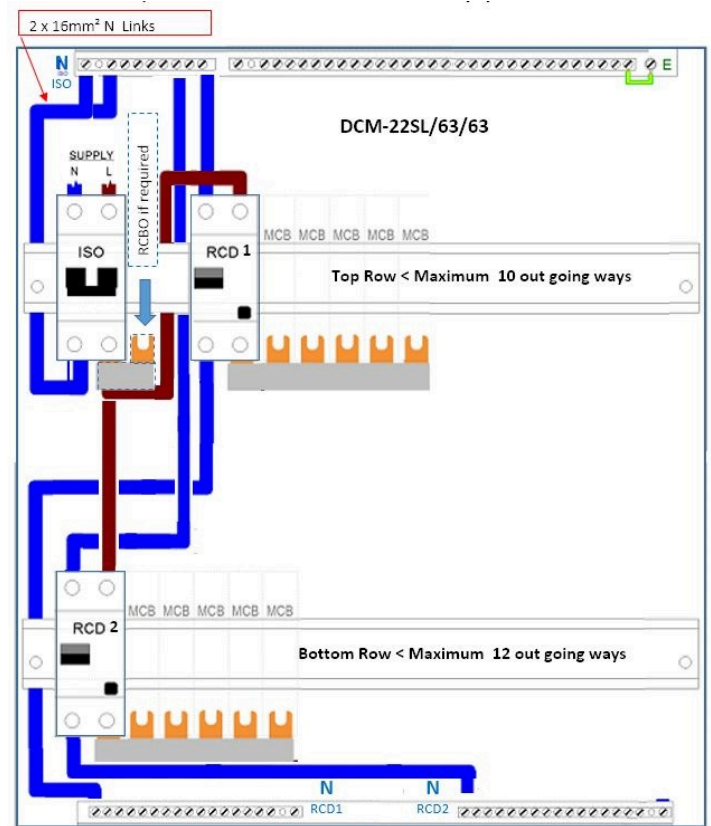 2 x 16mm² N Links
N
ISO
ISO
E
DCM-22SL/63/63
SUPPLY
N L
RCBO if required
ISO
RCD 1
MCB MCB MCB MCB MCB
Top Row < Maximum 10 out going ways
RCD 2
MCB MCB MCB MCB MCB
Bottom Row < Maximum 12 out going ways
N N
RCD1 RCD2